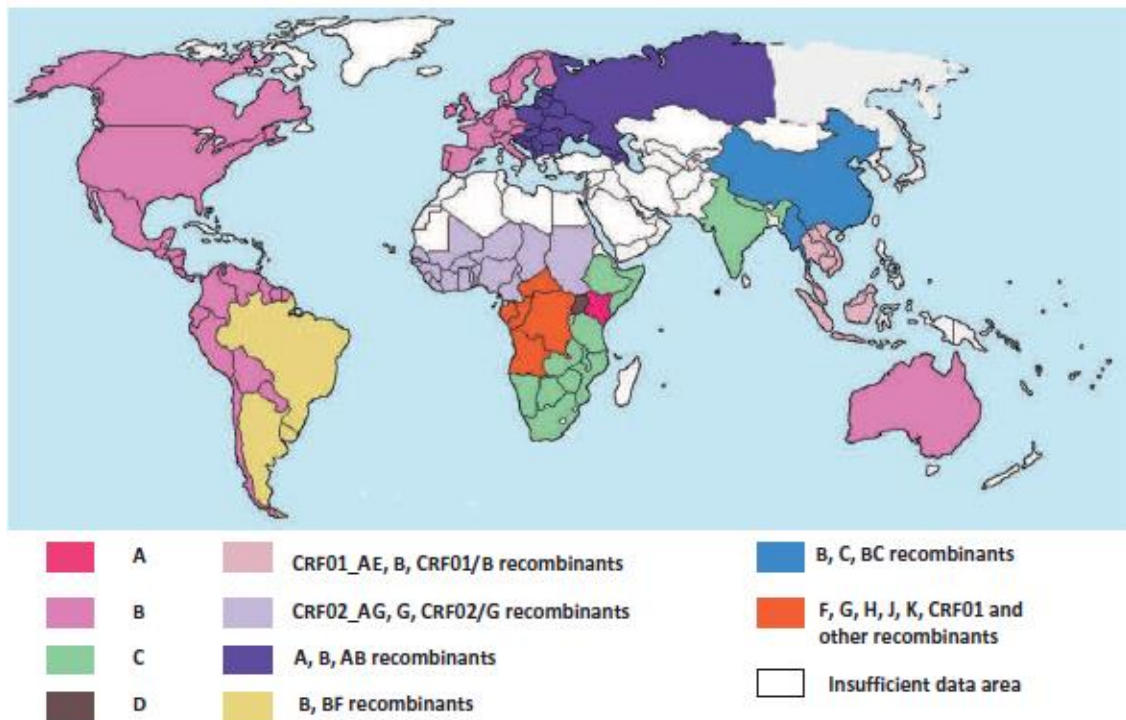 A
B
C
D
CRF01_AE, B, CRF01/B recombinants
CRF02_AG, G, CRF02/G recombinants
A, B, AB recombinants
B, BF recombinants
B, C, BC recombinants
F, G, H, J, K, CRF01 and
other recombinants
Insufficient data area